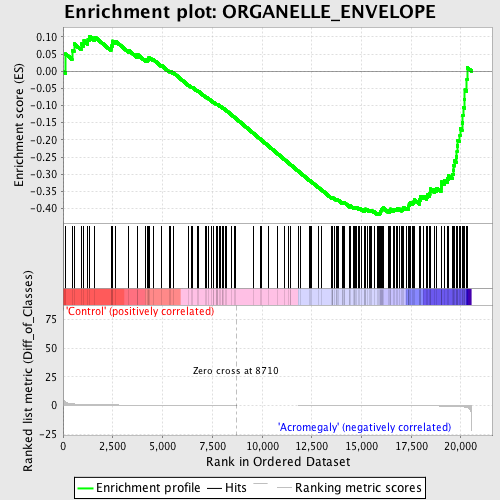 Enrichment plot: ORGANELLE_ENVELOPE
Enrichment score (ES)
0.10
0.05
0.00
-0.05
-0.10
-0.15
-0.20
-0.25
-0.30
-0.35
-0.40
'Control' (positively correlated)
Ranked list metric (Diff_of_Classes)
75
50
25
0
-25
Zero cross at 8710
'Acromegaly' (negatively correlated)
0
2,500
5,000
7,500
10,000
12,500
15,000
17,500
20,000
Rank in Ordered Dataset
Enrichment profile
Hits
Ranking metric scores